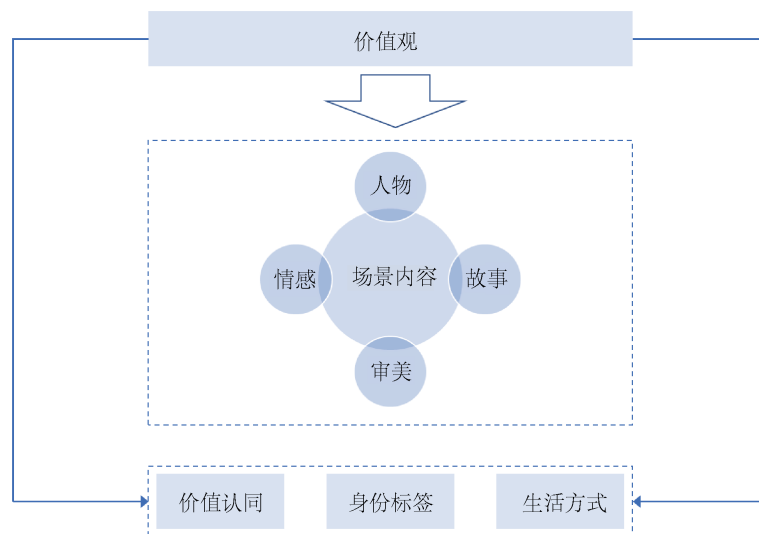 价值观
人物
情感
场景内容
故事
审美
价值认同
身份标签
生活方式